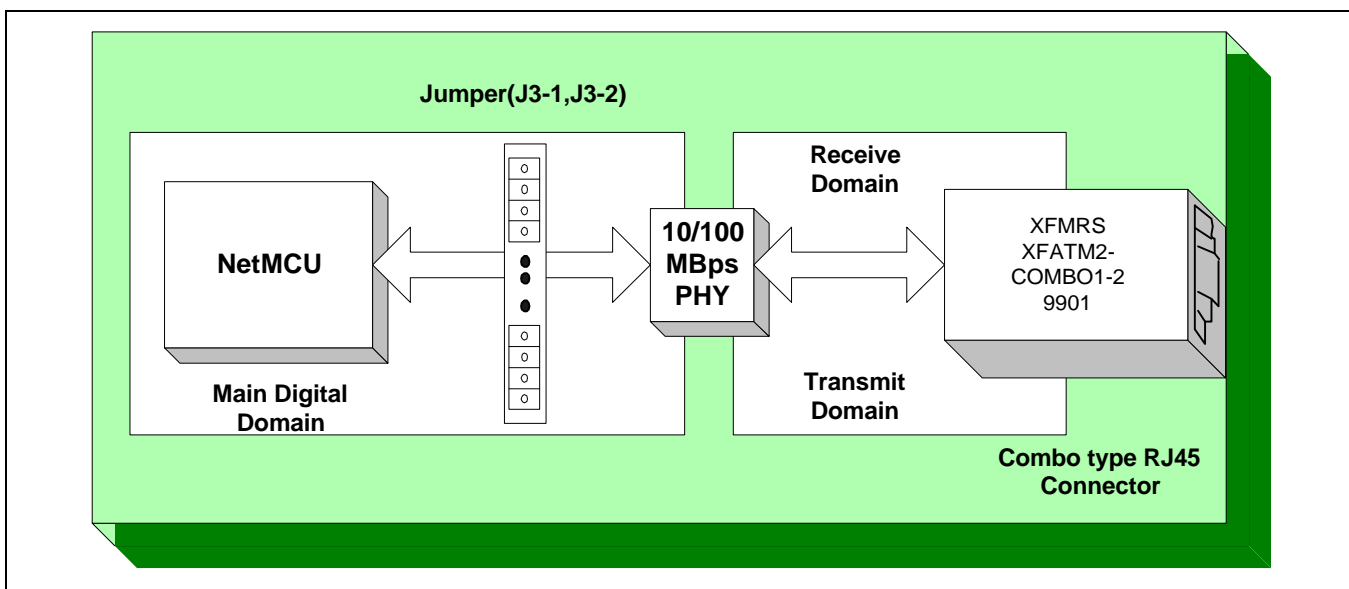 Jumper(J3-1,J3-2)
NetMCU
Main Digital
Domain
10/100
MBps
PHY
Receive
Domain
Transmit
Domain
XFMRS
XFATM2-
COMBO1-2
9901
Combo type RJ45
Connector